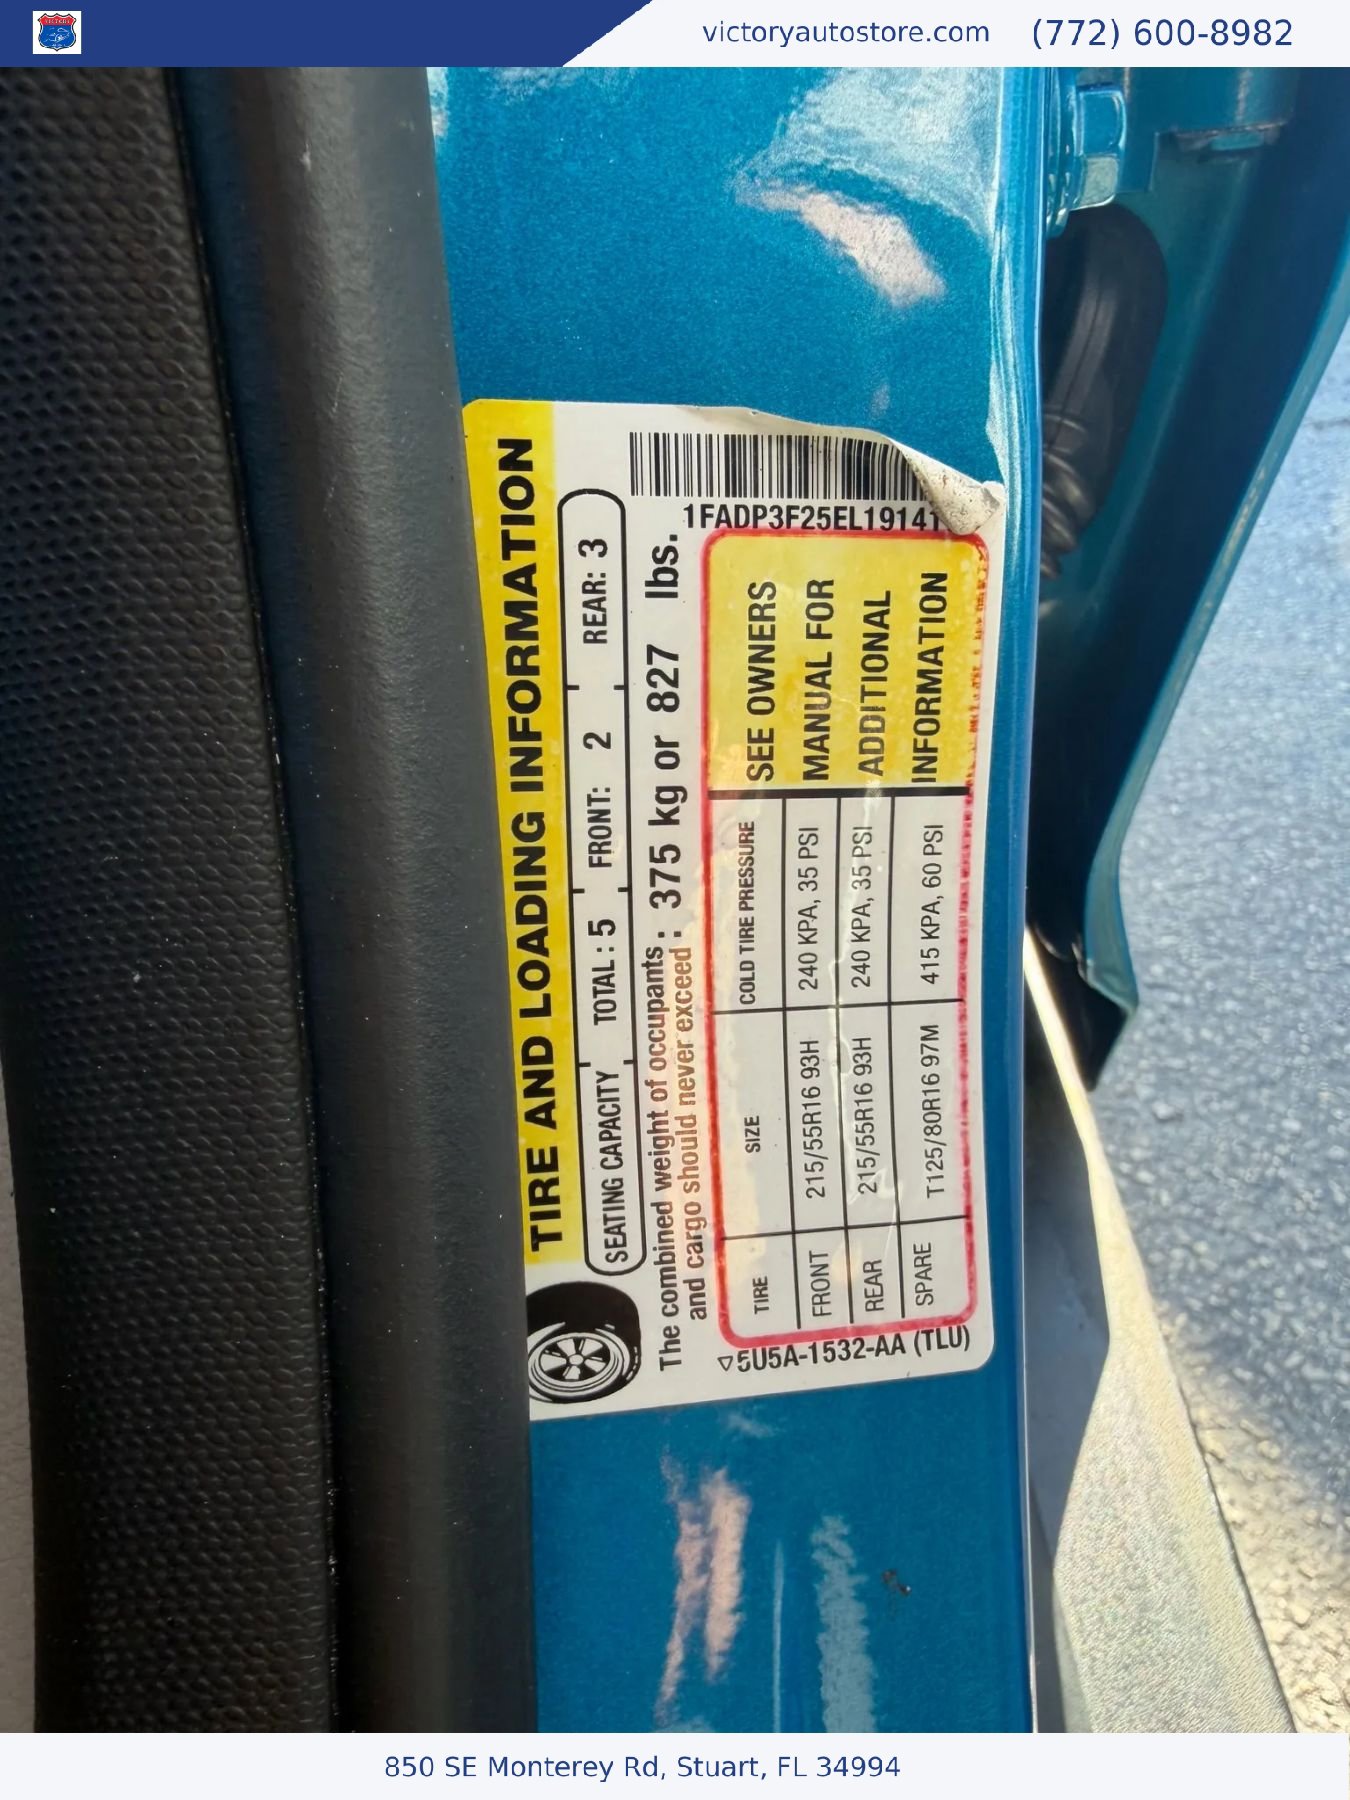 victoryautostore.com (772) 600-8982
TIRE AND LOADING INFORMATION
SEATING CAPACITY TOTAL : 5 FRONT: 2 REAR: 3
The combined weight of occupants and cargo should never exceed : 375 kg or 827 lbs.
1FADP3F25EL1914
TIRE SIZE COLD TIRE PRESSURE
FRONT 215/55R16 93H 240 KPA, 35 PSI
REAR 215/55R16 93H 240 KPA, 35 PSI
SPARE T125/80R16 97M 415 KPA, 60 PSI
SEE OWNERS
MANUAL FOR
ADDITIONAL
INFORMATION
5U5A-1532-AA (TLU)
850 SE Monterey Rd, Stuart, FL 34994